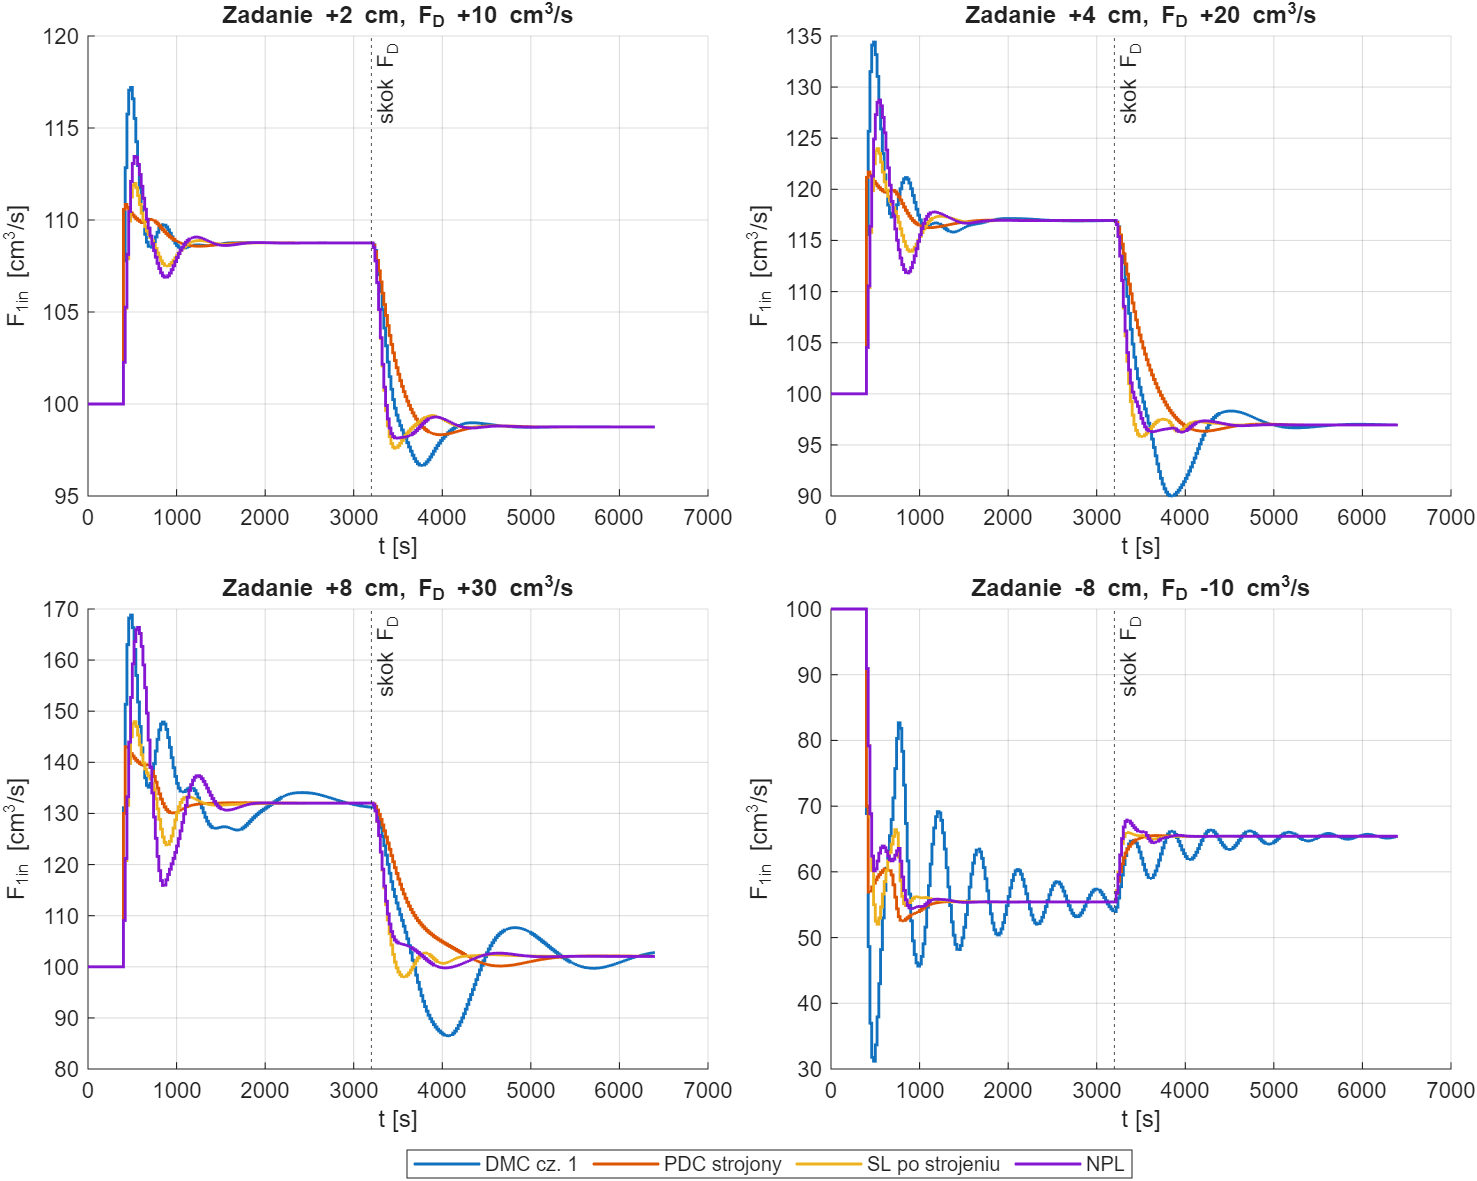 Zadanie +2 cm, F_D +10 cm³/s
120
115
110
105
100
95
F_1in [cm³/s]
skok F_D
0 1000 2000 3000 4000 5000 6000 7000
t [s]
Zadanie +4 cm, F_D +20 cm³/s
135
130
125
120
115
110
105
100
95
90
F_1in [cm³/s]
skok F_D
0 1000 2000 3000 4000 5000 6000 7000
t [s]
Zadanie +8 cm, F_D +30 cm³/s
170
160
150
140
130
120
110
100
90
80
F_1in [cm³/s]
skok F_D
0 1000 2000 3000 4000 5000 6000 7000
t [s]
Zadanie -8 cm, F_D -10 cm³/s
100
90
80
70
60
50
40
30
F_1in [cm³/s]
skok F_D
0 1000 2000 3000 4000 5000 6000 7000
t [s]
DMC cz. 1 PDC strojony SL po strojeniu NPL